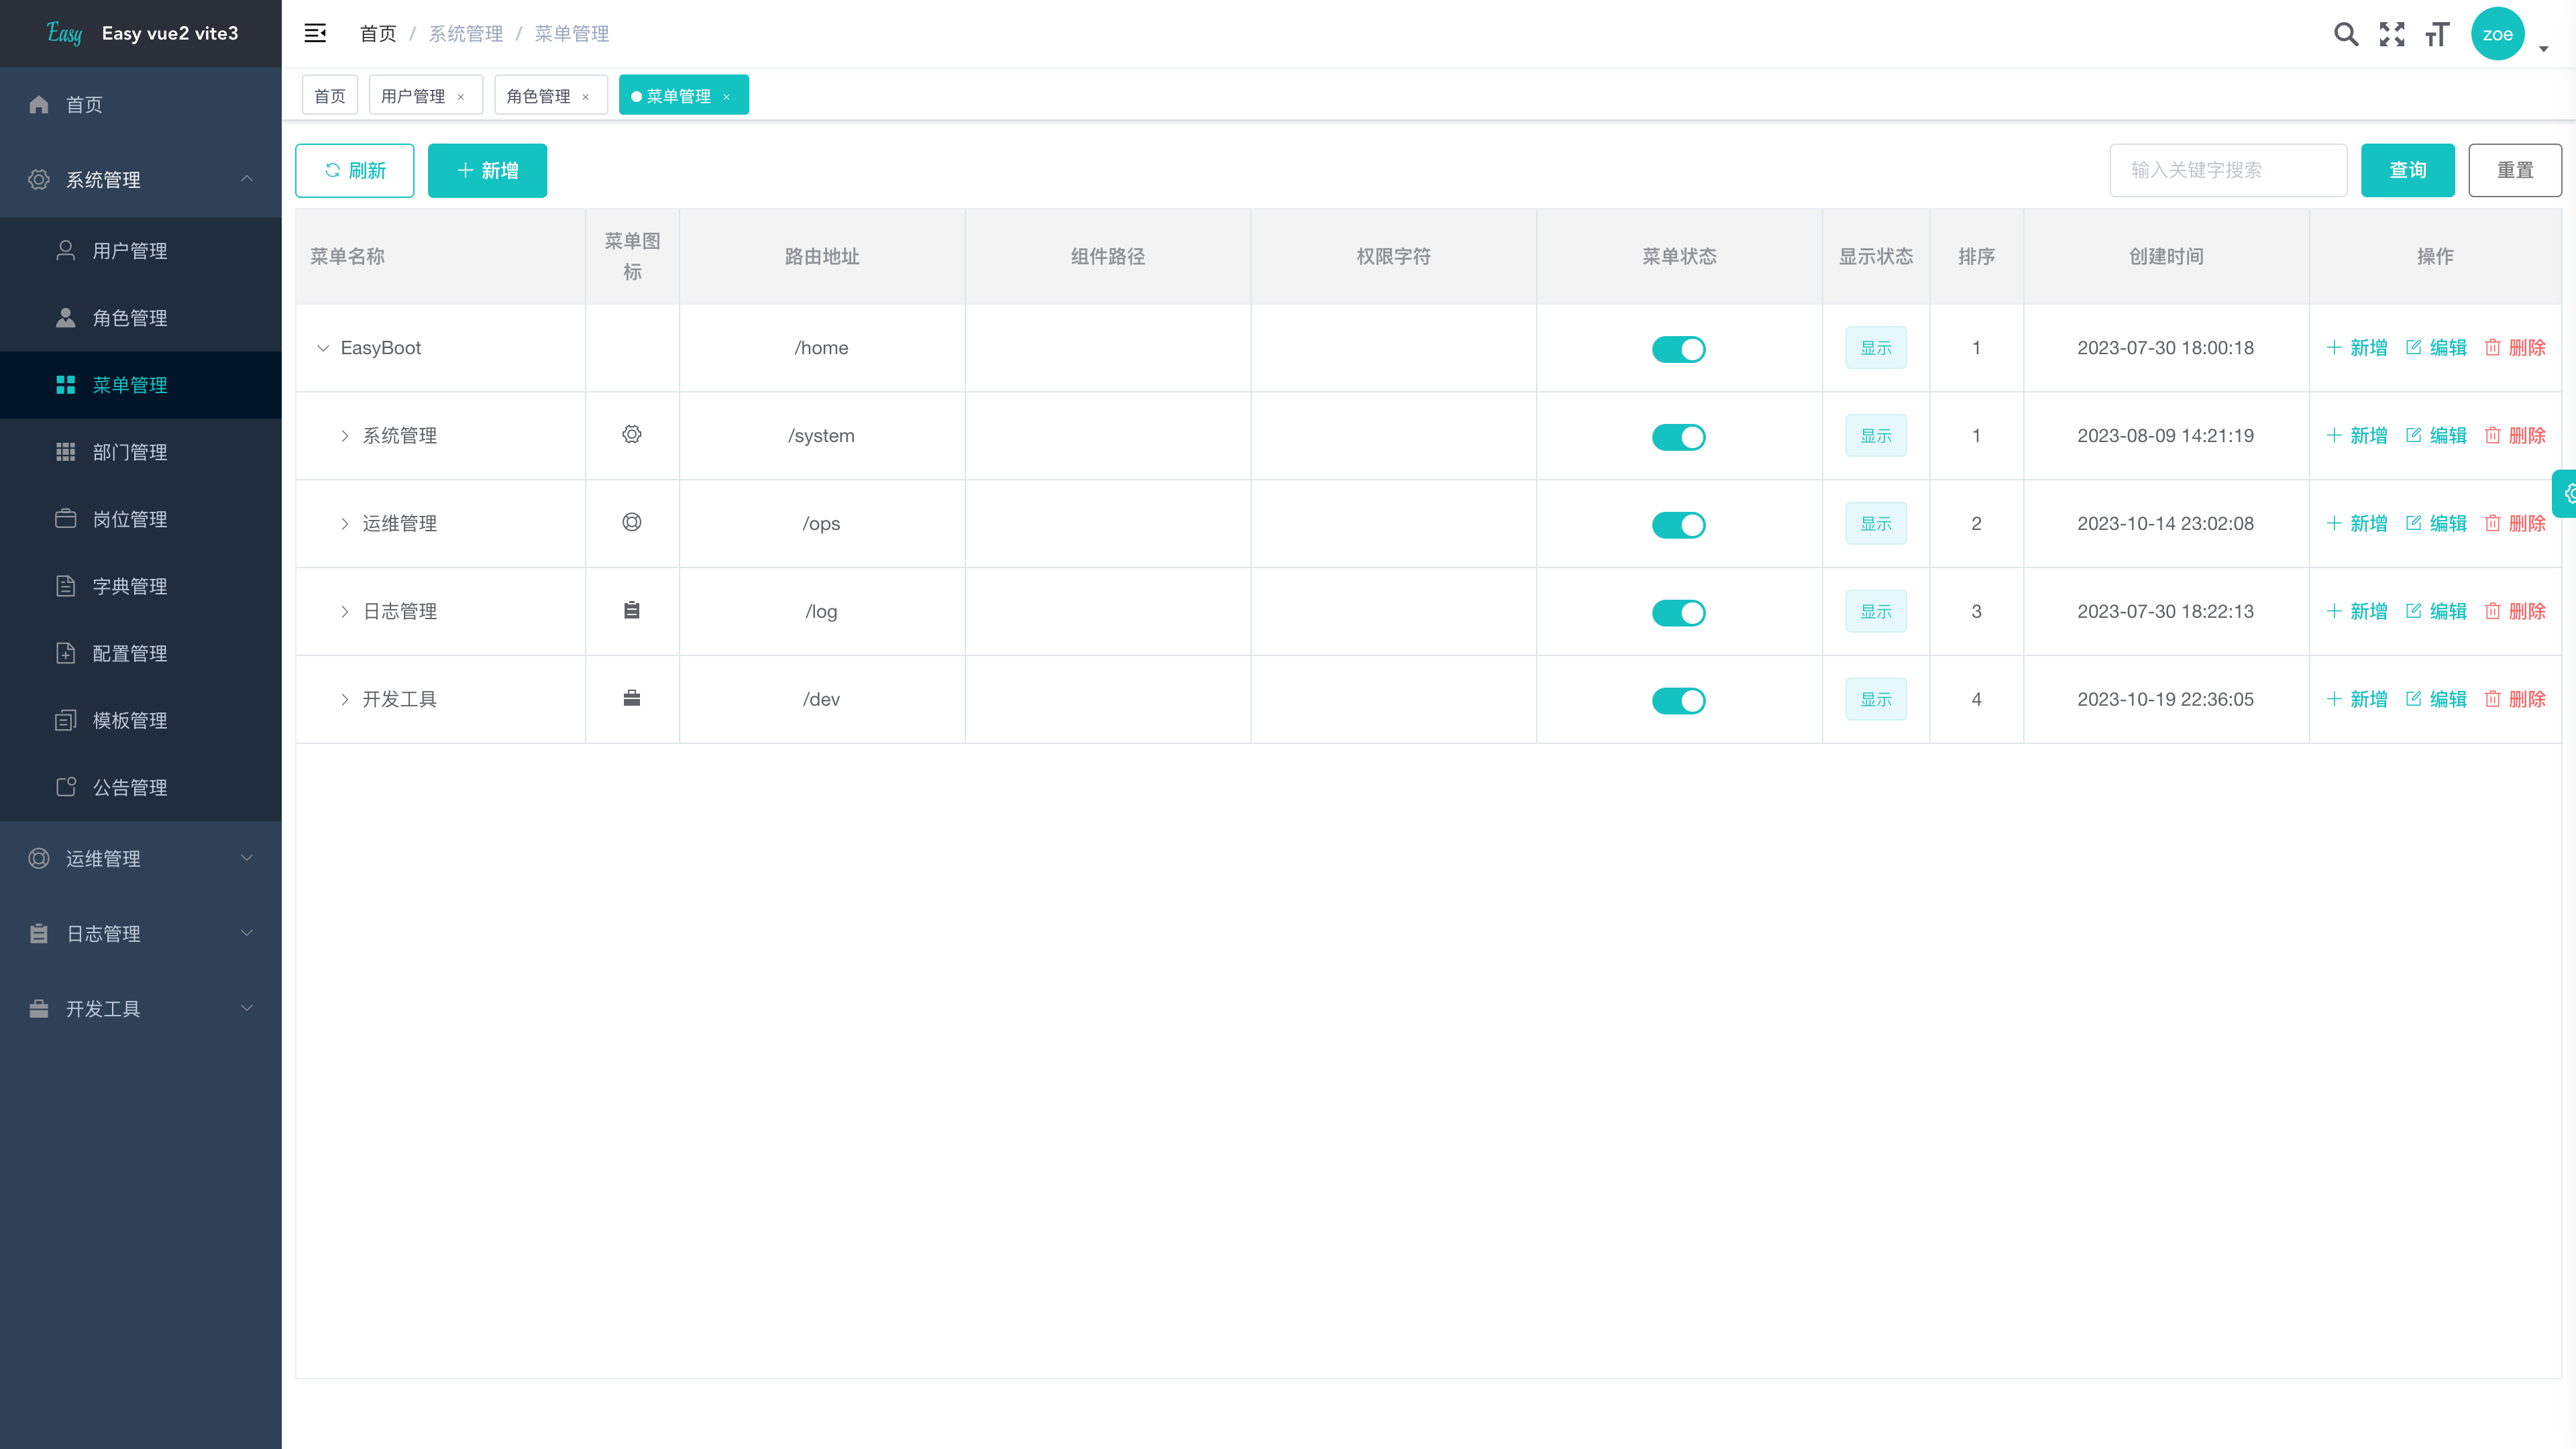 Easy Easy vue2 vite3
首页 / 系统管理 / 菜单管理
zoe
首页
用户管理 ×
角色管理 ×
菜单管理 ×
首页
系统管理
用户管理
角色管理
菜单管理
部门管理
岗位管理
字典管理
配置管理
模板管理
公告管理
运维管理
日志管理
开发工具
刷新 新增 输入关键字搜索 查询 重置
菜单名称 菜单图标 路由地址 组件路径 权限字符 菜单状态 显示状态 排序 创建时间 操作
EasyBoot /home 显示 1 2023-07-30 18:00:18 新增 编辑 删除
系统管理 /system 显示 1 2023-08-09 14:21:19 新增 编辑 删除
运维管理 /ops 显示 2 2023-10-14 23:02:08 新增 编辑 删除
日志管理 /log 显示 3 2023-07-30 18:22:13 新增 编辑 删除
开发工具 /dev 显示 4 2023-10-19 22:36:05 新增 编辑 删除